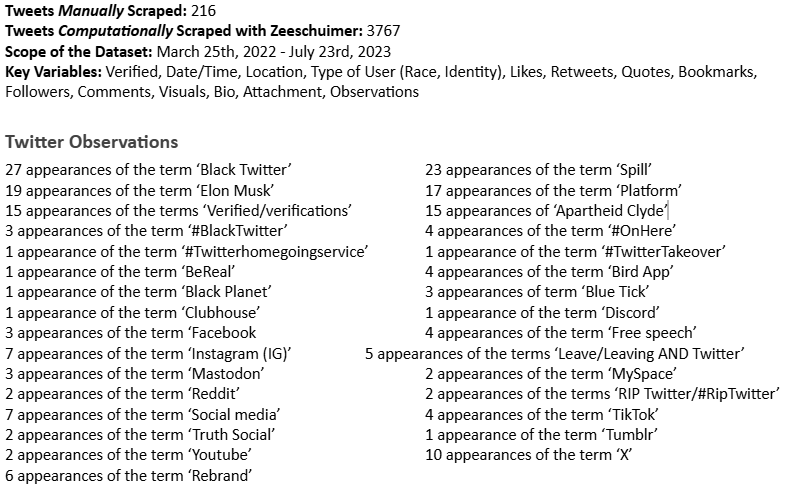 Tweets Manually Scraped: 216
Tweets Computationally Scraped with Zeeschuimer: 3767
Scope of the Dataset: March 25th, 2022 - July 23rd, 2023
Key Variables: Verified, Date/Time, Location, Type of User (Race, Identity), Likes, Retweets, Quotes, Bookmarks,
Followers, Comments, Visuals, Bio, Attachment, Observations
Twitter Observations
27 appearances of the term ‘Black Twitter’
19 appearances of the term ‘Elon Musk’
15 appearances of the terms ‘Verified/verifications’
3 appearances of the term ‘#BlackTwitter’
1 appearance of the term ‘#Twitterhomegoingservice’
1 appearance of the term ‘BeReal’
1 appearance of the term ‘Black Planet’
1 appearance of the term ‘Clubhouse’
3 appearances of the term ‘Facebook
7 appearances of the term ‘Instagram (IG)’
3 appearances of the term ‘Mastodon’
2 appearances of the term ‘Reddit’
7 appearances of the term ‘Social media’
2 appearances of the term ‘Truth Social’
2 appearances of the term ‘Youtube’
6 appearances of the term ‘Rebrand’
23 appearances of the term ‘Spill’
17 appearances of the term ‘Platform’
15 appearances of ‘Apartheid Clyde’
4 appearances of the term ‘#OnHere’
1 appearance of the term ‘#TwitterTakeover’
4 appearances of the term ‘Bird App’
3 appearances of term ‘Blue Tick’
1 appearance of the term ‘Discord’
4 appearances of the term ‘Free speech’
5 appearances of the terms ‘Leave/Leaving AND Twitter’
2 appearances of the term ‘MySpace’
2 appearances of the terms ‘RIP Twitter/#RipTwitter’
4 appearances of the term ‘TikTok’
1 appearance of the term ‘Tumblr’
10 appearances of the term ‘X’